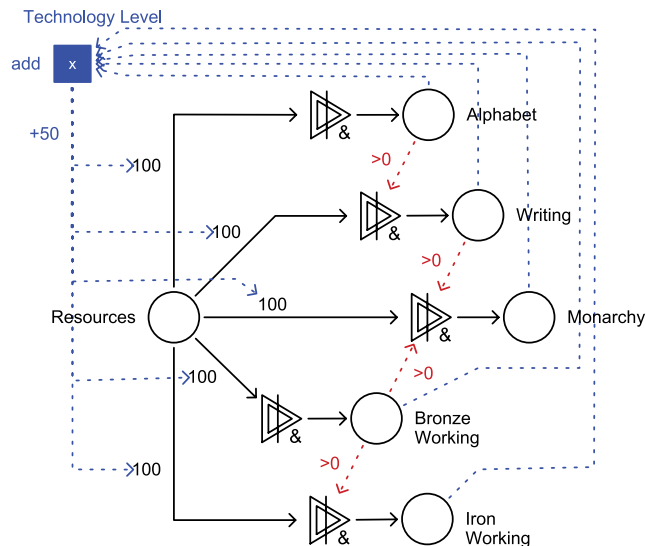 Technology Level
add
x
+50
Alphabet
&
>0
100
Writing
&
100
>0
100
Resources
Monarchy
&
>0
100
Bronze
Working
&
>0
100
Iron
Working
&